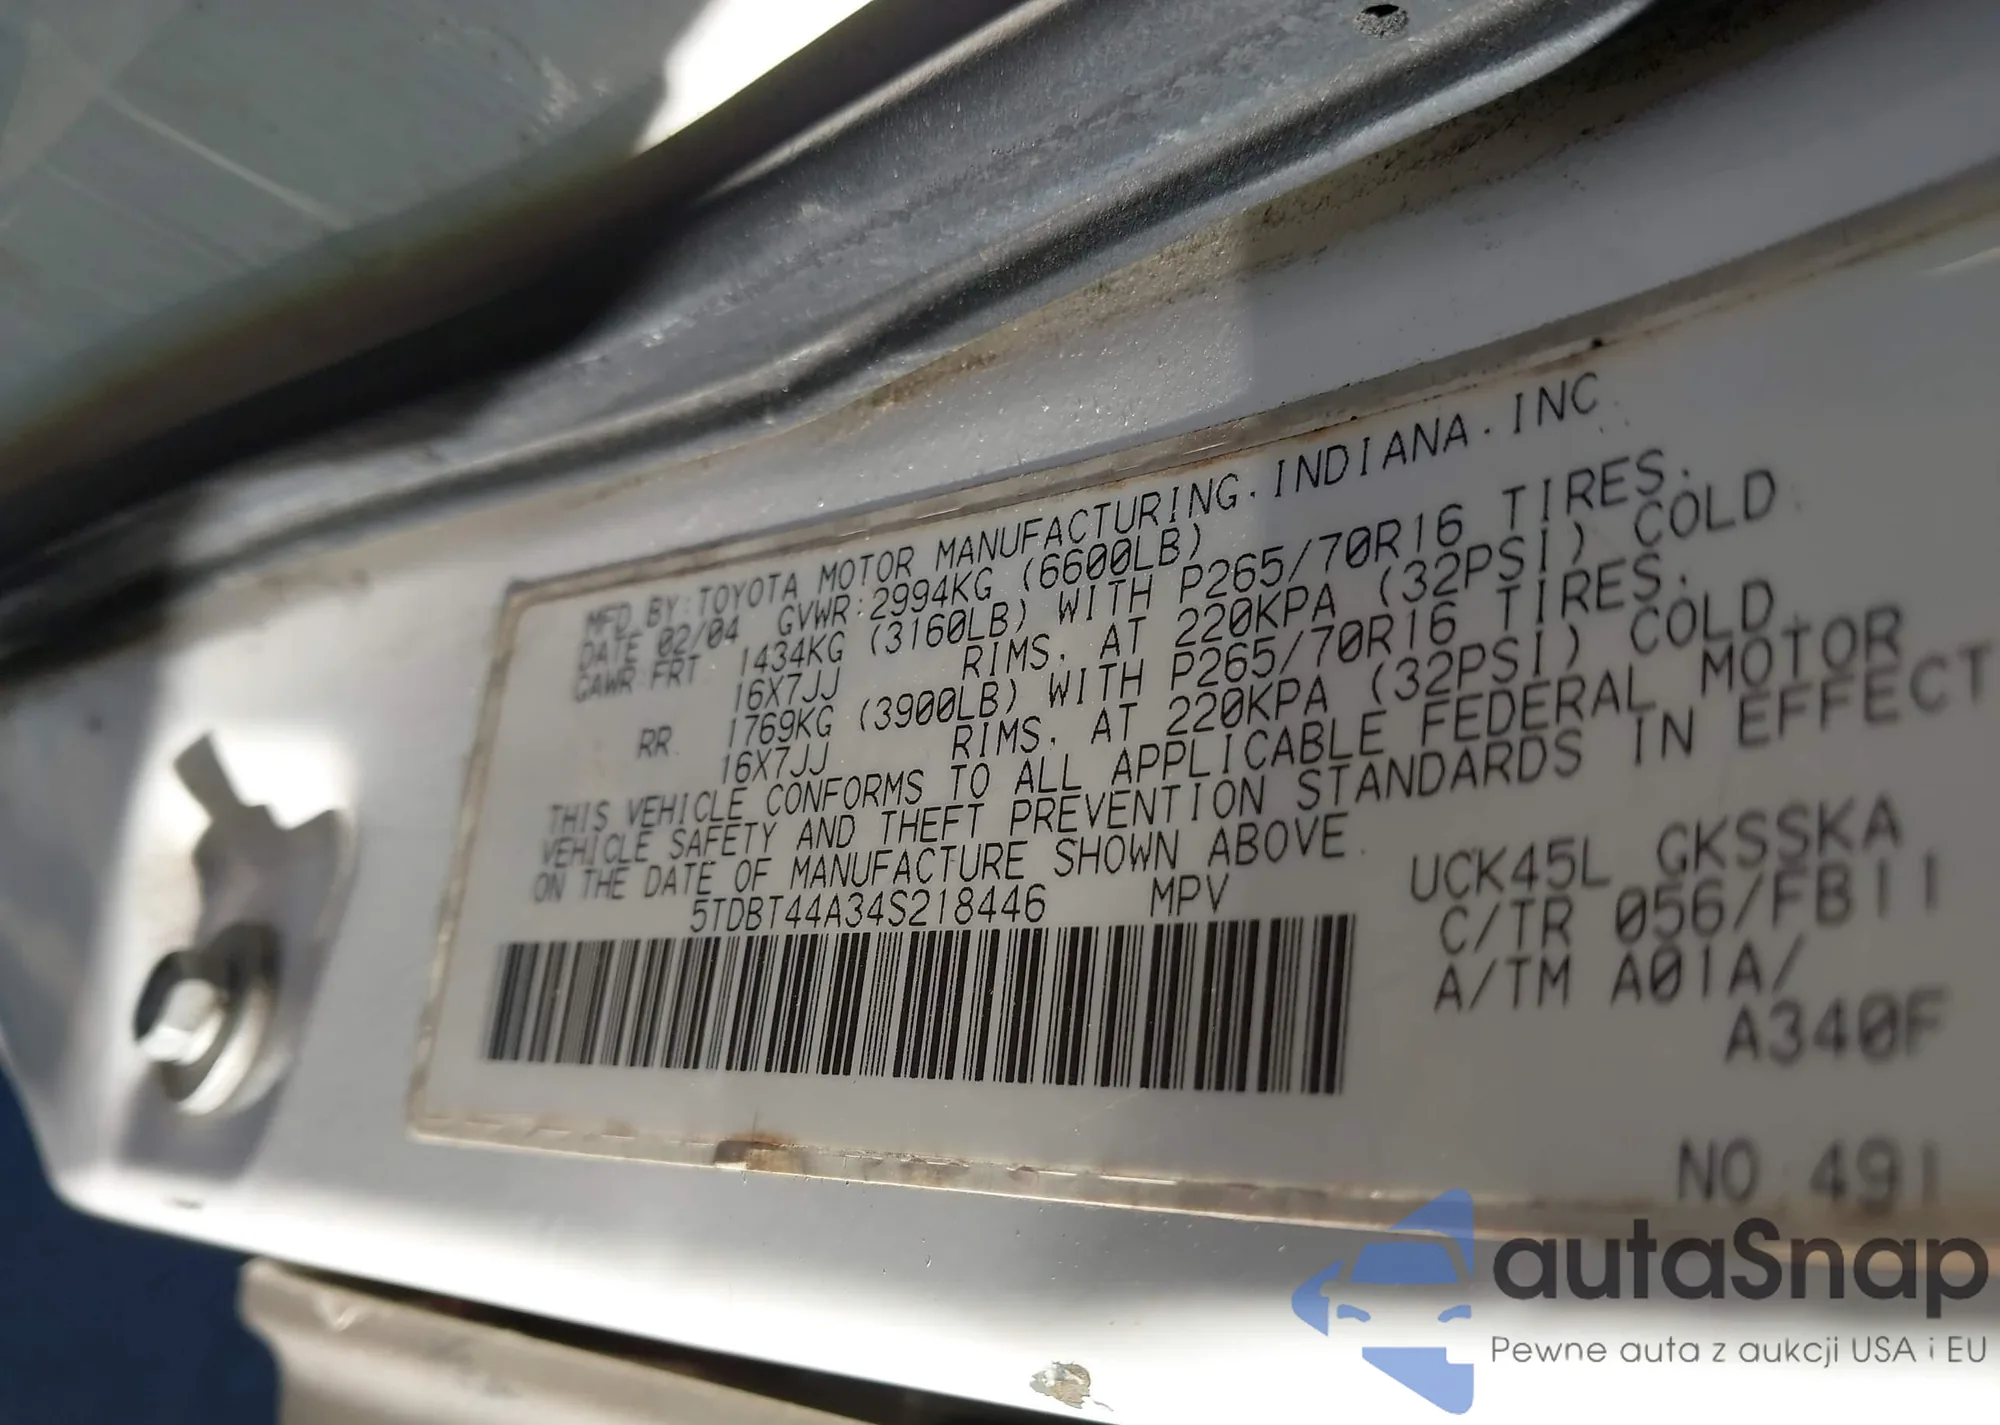 MFD. BY: TOYOTA MOTOR MANUFACTURING. INDIANA. INC.
DATE 02/04 GVWR: 2994KG (6600LB)
GAWR FRT. 1434KG (3160LB) WITH P265/70R16 TIRES.
16X7JJ RIMS. AT 220KPA (32PSI) COLD.
RR. 1769KG (3900LB) WITH P265/70R16 TIRES.
16X7JJ RIMS. AT 220KPA (32PSI) COLD.
THIS VEHICLE CONFORMS TO ALL APPLICABLE FEDERAL MOTOR
VEHICLE SAFETY AND THEFT PREVENTION STANDARDS IN EFFECT
ON THE DATE OF MANUFACTURE SHOWN ABOVE.
5TDBT44A34S218446 MPV
UCK45L GKSSKA
C/TR 056/FB11
A/TM A01A/
A340F
NO 491
autaSnap
Pewne auta z aukcji USA i EU